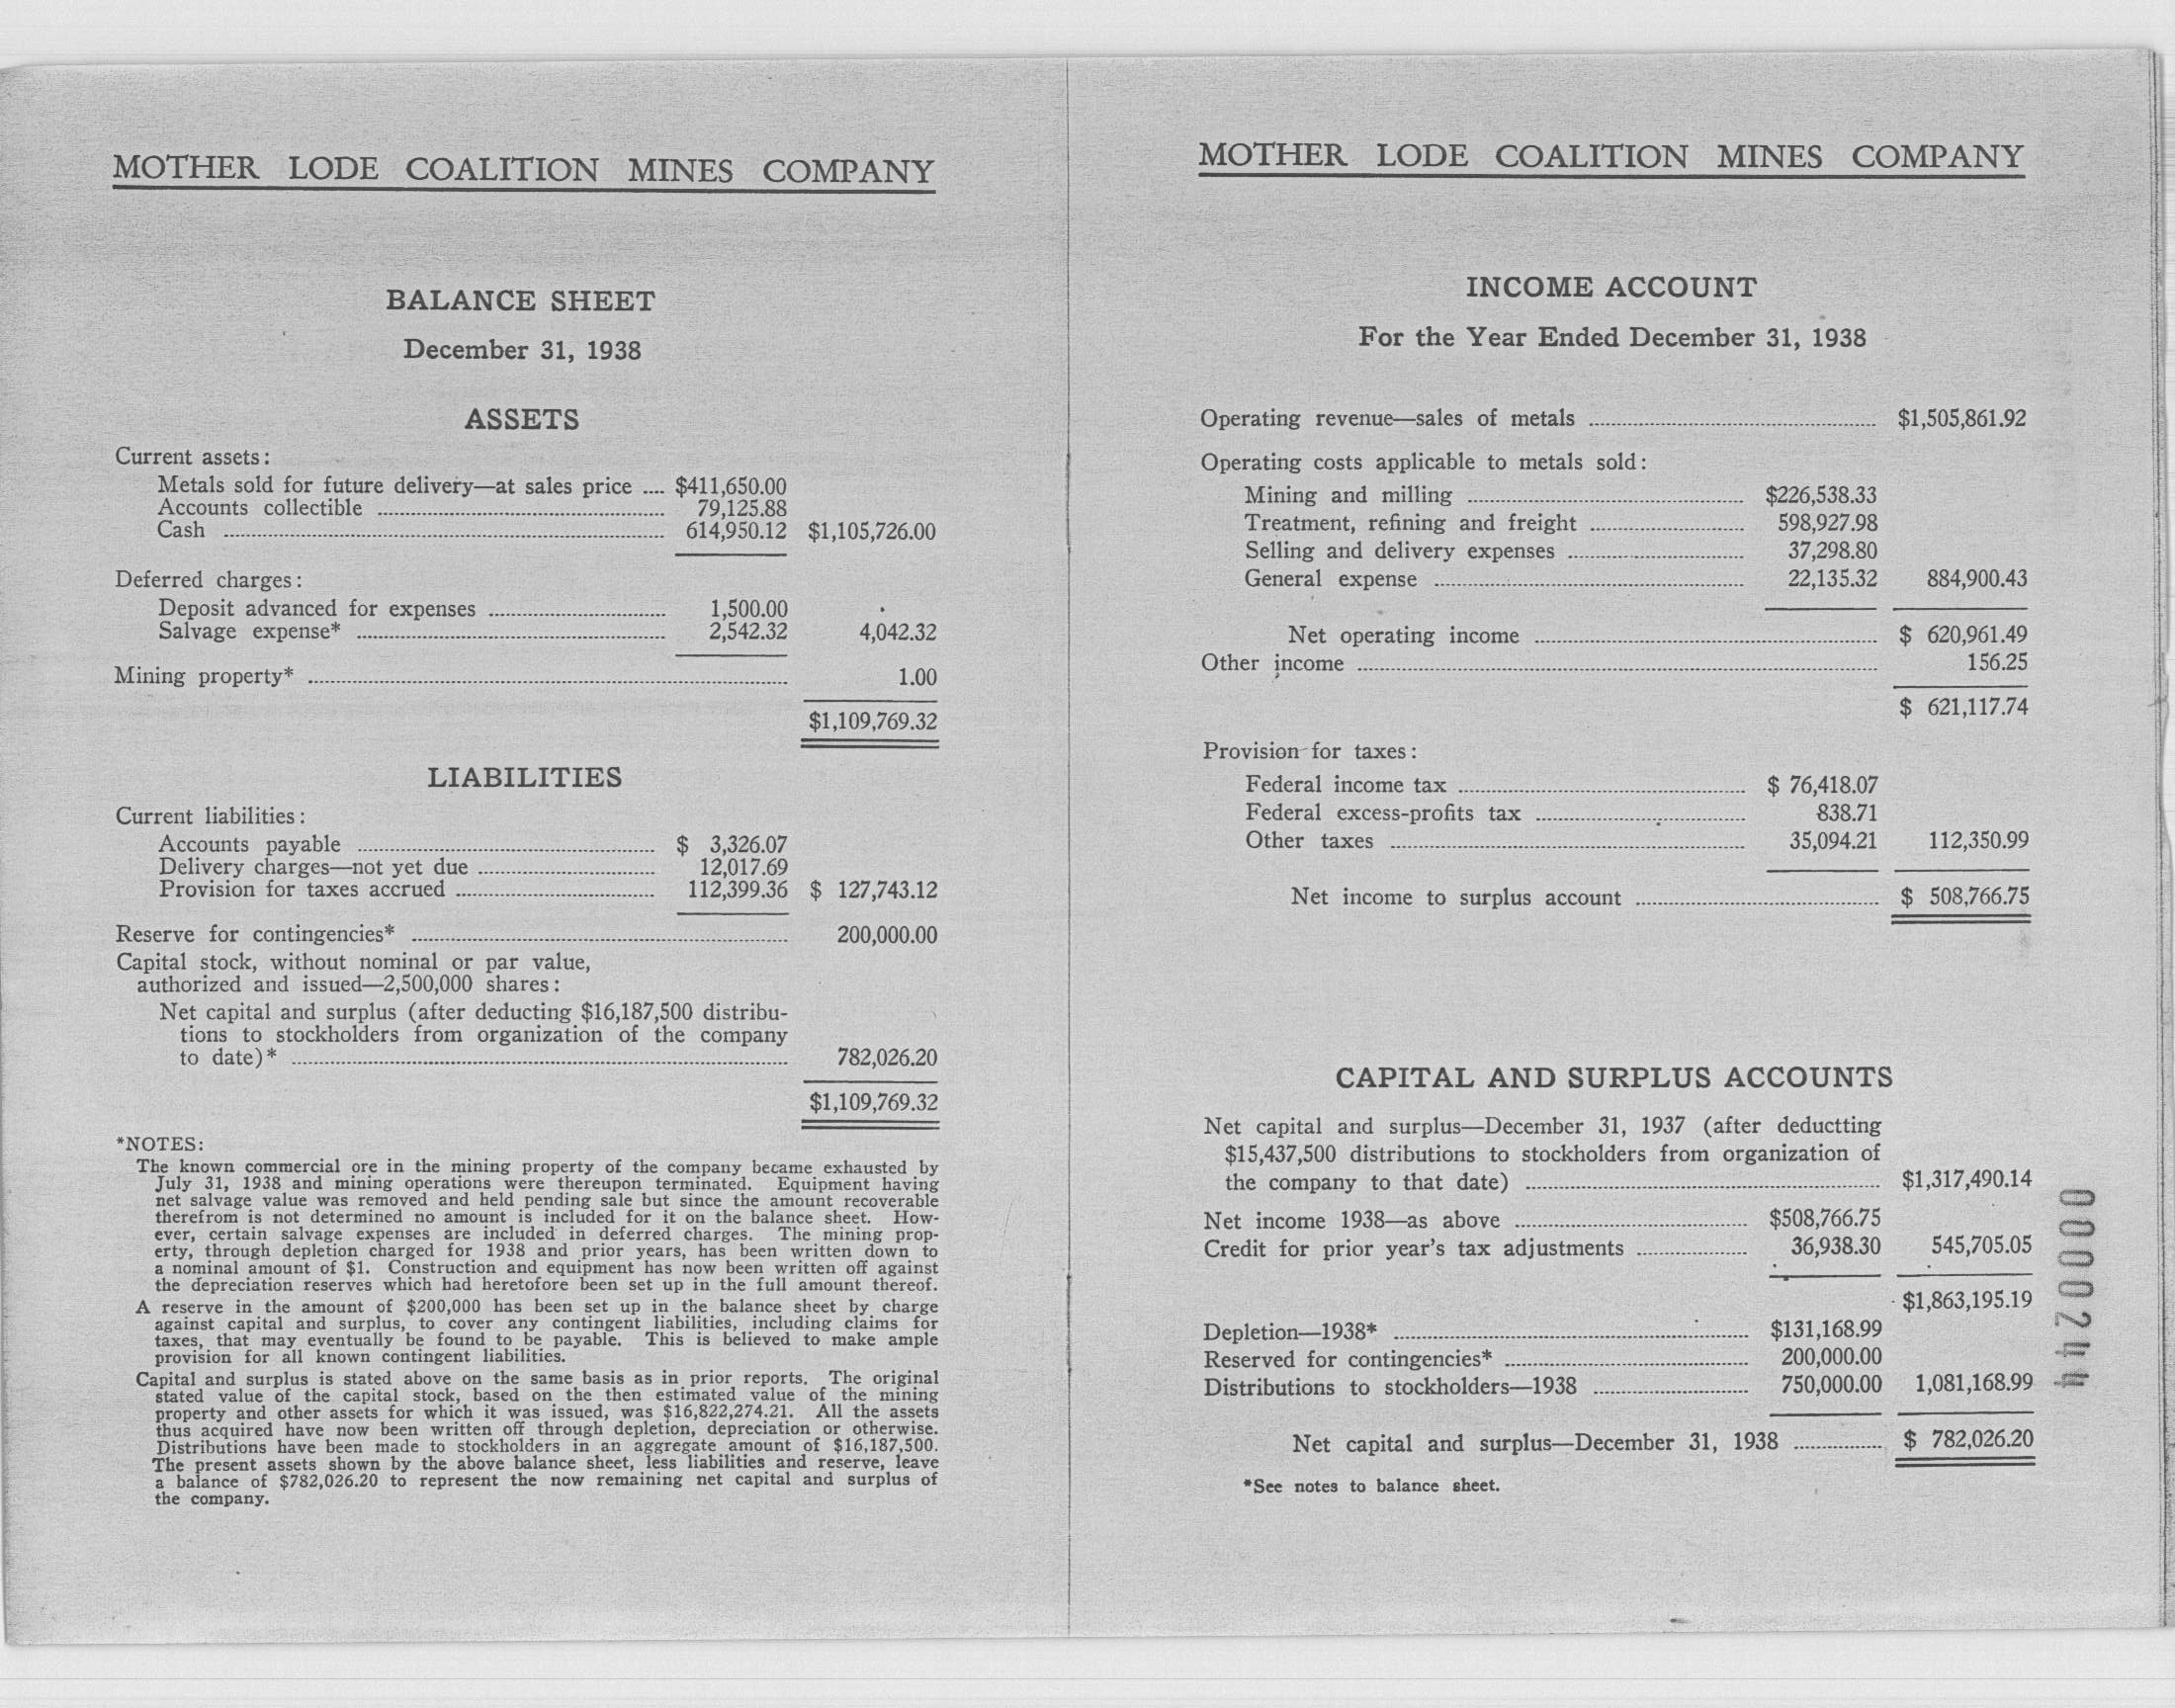 MOTHER LODE COALITION MINES COMPANY
BALANCE SHEET
December 31, 1938
ASSETS
Current assets:
Metals sold for future delivery—at sales price .... $411,650.00
Accounts collectible .... 79,125.88
Cash .... 614,950.12 $1,105,726.00
Deferred charges:
Deposit advanced for expenses .... 1,500.00
Salvage expense* .... 2,542.32 4,042.32
Mining property* .... 1.00
$1,109,769.32
LIABILITIES
Current liabilities:
Accounts payable .... $ 3,326.07
Delivery charges—not yet due .... 12,017.69
Provision for taxes accrued .... 112,399.36 $ 127,743.12
Reserve for contingencies* .... 200,000.00
Capital stock, without nominal or par value,
authorized and issued—2,500,000 shares:
Net capital and surplus (after deducting $16,187,500 distribu-
tions to stockholders from organization of the company
to date)* .... 782,026.20
$1,109,769.32
*NOTES:
The known commercial ore in the mining property of the company became exhausted by
July 31, 1938 and mining operations were thereupon terminated. Equipment having
net salvage value was removed and held pending sale but since the amount recoverable
therefrom is not determined no amount is included for it on the balance sheet. How-
ever, certain salvage expenses are included in deferred charges. The mining prop-
erty, through depletion charged for 1938 and prior years, has been written down to
a nominal amount of $1. Construction and equipment has now been written off against
the depreciation reserves which had heretofore been set up in the full amount thereof.
A reserve in the amount of $200,000 has been set up in the balance sheet by charge
against capital and surplus, to cover any contingent liabilities, including claims for
taxes, that may eventually be found to be payable. This is believed to make ample
provision for all known contingent liabilities.
Capital and surplus is stated above on the same basis as in prior reports. The original
stated value of the capital stock, based on the then estimated value of the mining
property and other assets for which it was issued, was $16,822,274.21. All the assets
thus acquired have now been written off through depletion, depreciation or otherwise.
Distributions have been made to stockholders in an aggregate amount of $16,187,500.
The present assets shown by the above balance sheet, less liabilities and reserve, leave
a balance of $782,026.20 to represent the now remaining net capital and surplus of
the company.
MOTHER LODE COALITION MINES COMPANY
INCOME ACCOUNT
For the Year Ended December 31, 1938
Operating revenue—sales of metals .... $1,505,861.92
Operating costs applicable to metals sold:
Mining and milling .... $226,538.33
Treatment, refining and freight .... 598,927.98
Selling and delivery expenses .... 37,298.80
General expense .... 22,135.32 884,900.43
Net operating income .... $ 620,961.49
Other income .... 156.25
$ 621,117.74
Provision for taxes:
Federal income tax .... $ 76,418.07
Federal excess-profits tax .... 838.71
Other taxes .... 35,094.21 112,350.99
Net income to surplus account .... $ 508,766.75
CAPITAL AND SURPLUS ACCOUNTS
Net capital and surplus—December 31, 1937 (after deductting
$15,437,500 distributions to stockholders from organization of
the company to that date) .... $1,317,490.14
Net income 1938—as above .... $508,766.75
Credit for prior year's tax adjustments .... 36,938.30 545,705.05
$1,863,195.19
Depletion—1938* .... $131,168.99
Reserved for contingencies* .... 200,000.00
Distributions to stockholders—1938 .... 750,000.00 1,081,168.99
Net capital and surplus—December 31, 1938 .... $ 782,026.20
*See notes to balance sheet.
0000244